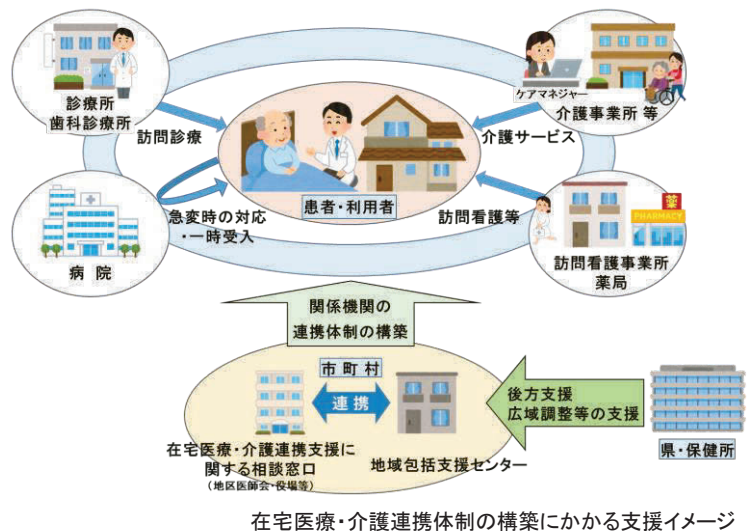 診療所
歯科診療所
訪問診療
ケアマネジャー
介護事業所 等
介護サービス
患者・利用者
病 院
急変時の対応
・一時受入
訪問看護等
薬
PHARMACY
訪問看護事業所
薬局
関係機関の
連携体制の構築
市町村
連 携
在宅医療・介護連携支援に
関する相談窓口
（地区医師会・役場等）
地域包括支援センター
後方支援
広域調整等の支援
県・保健所
在宅医療・介護連携体制の構築にかかる支援イメージ